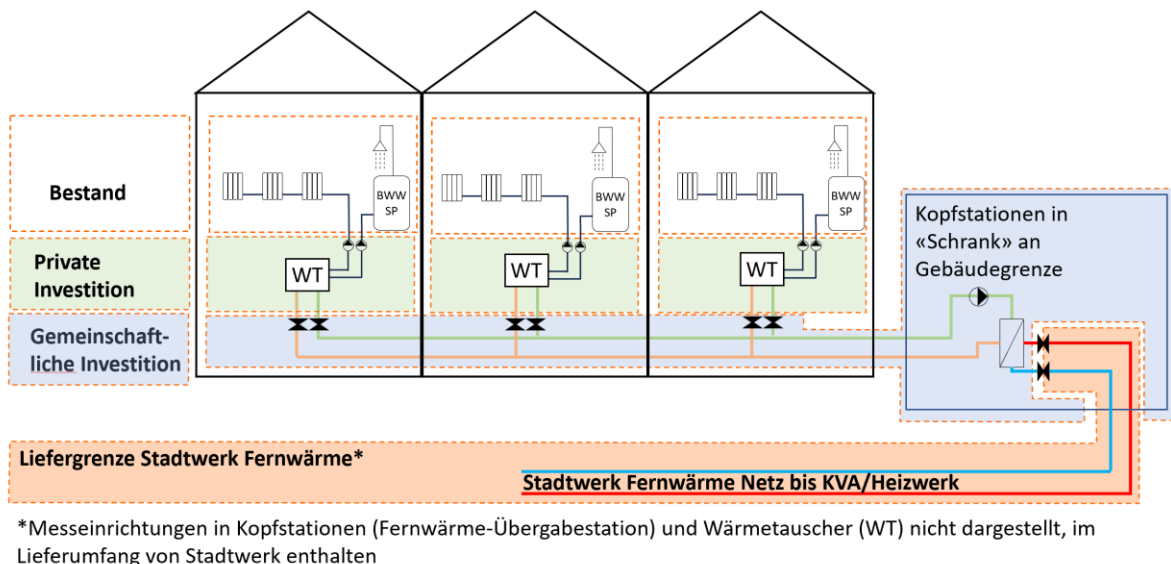 Bestand
Private
Investition
Gemeinschaft-
liche Investition
BWW
SP
WT
BWW
SP
WT
BWW
SP
WT
Kopfstationen in
«Schrank» an
Gebäudegrenze
Liefergrenze Stadtwerk Fernwärme*
Stadtwerk Fernwärme Netz bis KVA/Heizwerk
*Messeinrichtungen in Kopfstationen (Fernwärme-Übergabestation) und Wärmetauscher (WT) nicht dargestellt, im
Lieferumfang von Stadtwerk enthalten